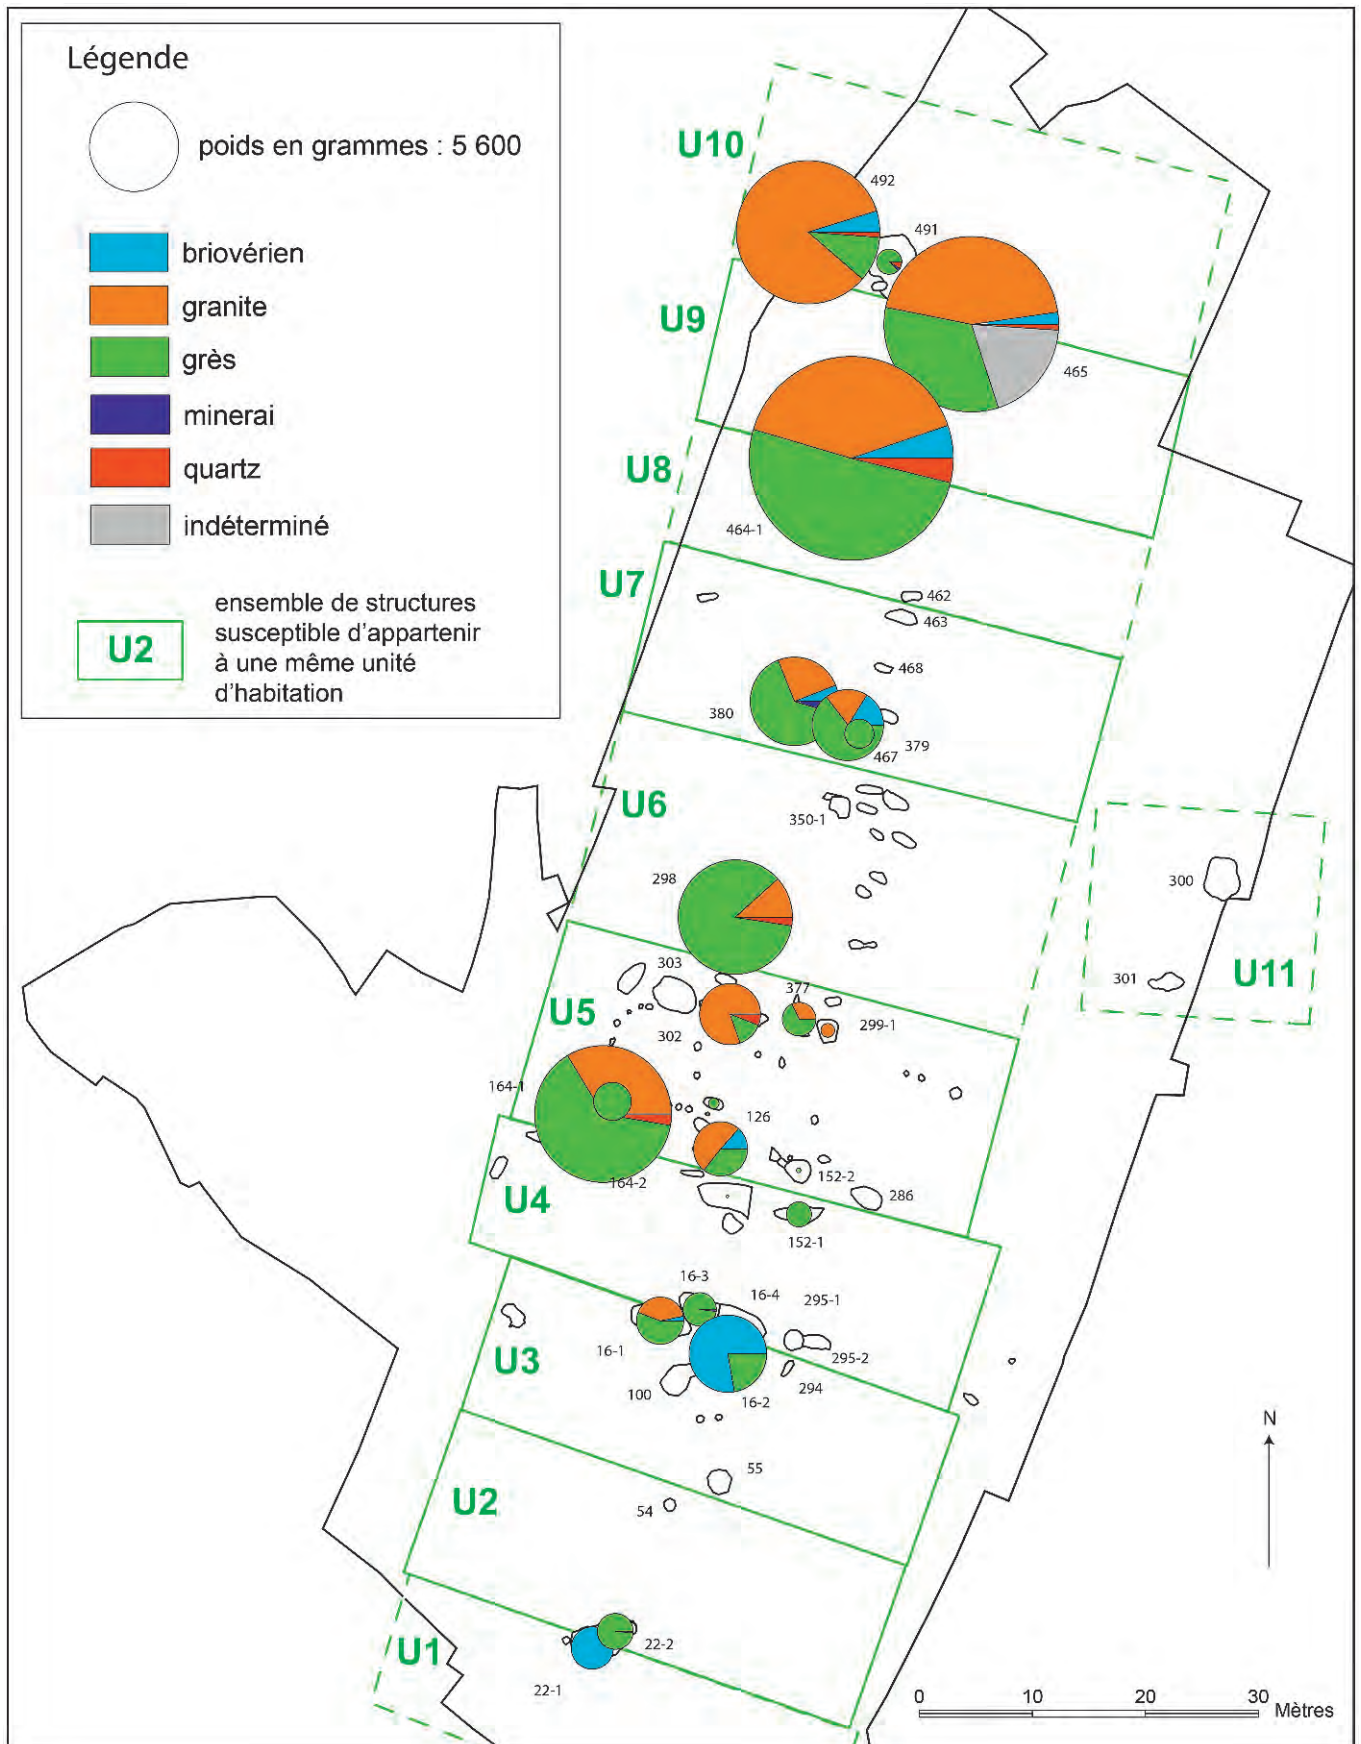 Légende
poids en grammes : 5 600
briovérien
granite
grès
minerai
quartz
indéterminé
U2
ensemble de structures
susceptible d'appartenir
à une même unité
d'habitation
U10
492
491
U9
465
U8
464-1
U7
462
463
468
380
379
467
U6
350-1
298
300
301
U11
303
377
U5
302
299-1
164-1
126
152-2
164-2
286
U4
152-1
16-3
16-4
295-1
16-1
295-2
U3
294
100
16-2
N
55
U2
54
22-2
U1
22-1
0 10 20 30
Mètres